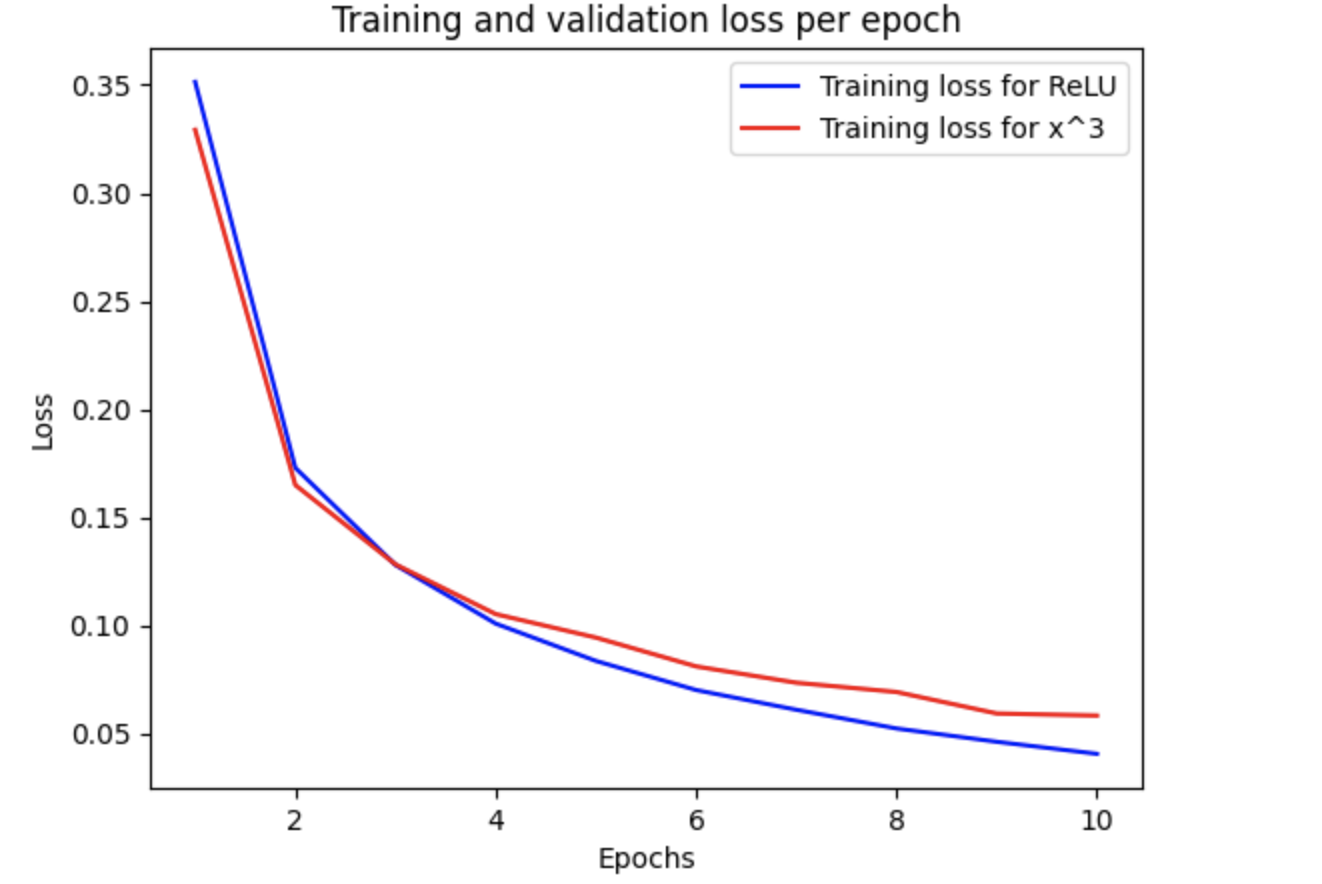 Training and validation loss per epoch
Training loss for ReLU
Training loss for x^3
0.35
0.30
0.25
0.20
0.15
0.10
0.05
Loss
2 4 6 8 10
Epochs